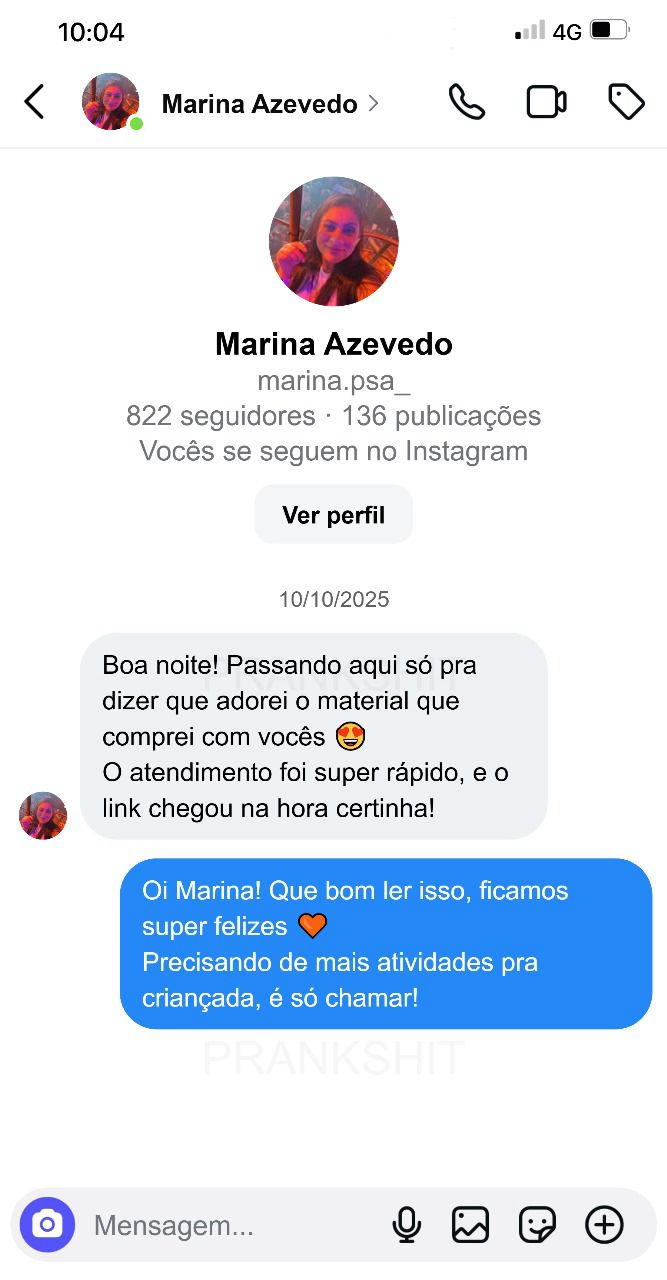 10:04
4G
Marina Azevedo
Marina Azevedo
marina.psa_
822 seguidores · 136 publicações
Vocês se seguem no Instagram
Ver perfil
10/10/2025
PRANKSHIT
Boa noite! Passando aqui só pra
dizer que adorei o material que
comprei com vocês 😍
O atendimento foi super rápido, e o
link chegou na hora certinha!
Oi Marina! Que bom ler isso, ficamos
super felizes 🧡
Precisando de mais atividades pra
criançada, é só chamar!
PRANKSHIT
Mensagem...